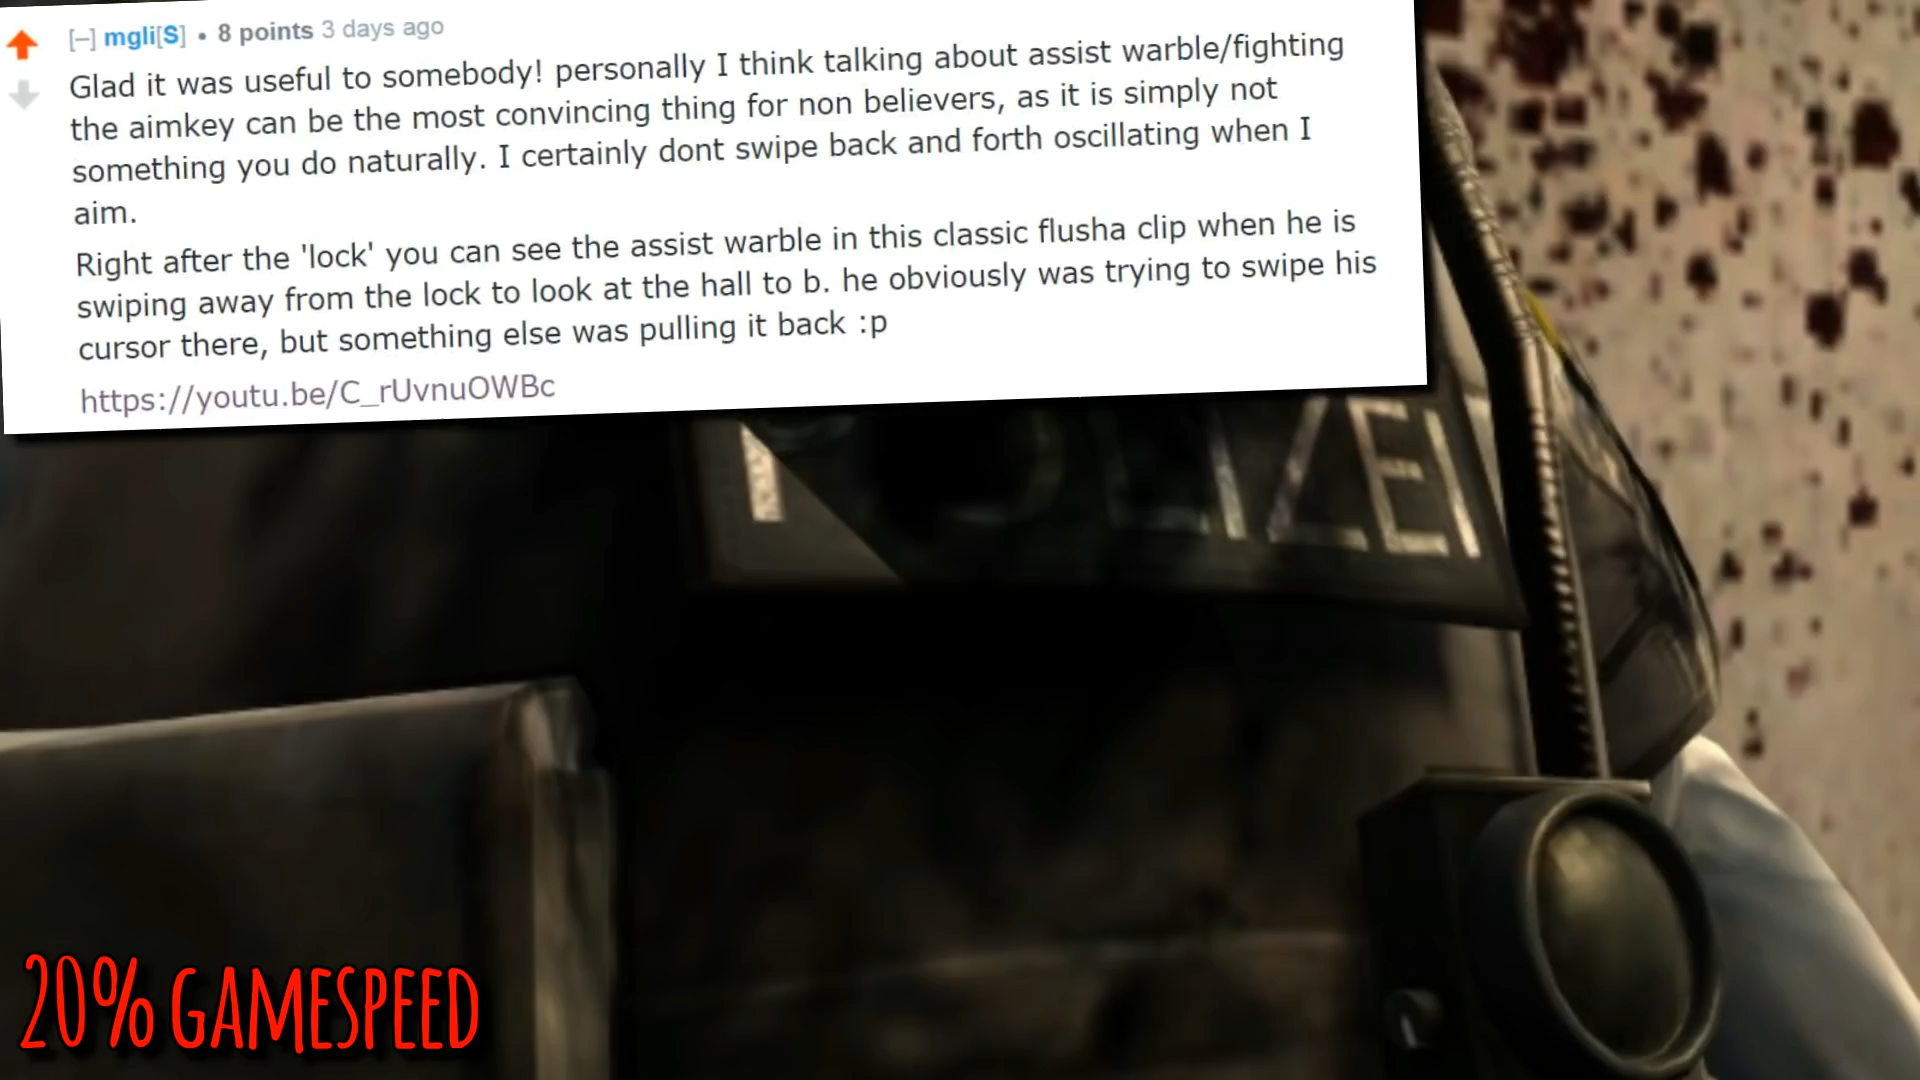 [–] mgli[S] • 8 points 3 days ago
Glad it was useful to somebody! personally I think talking about assist warble/fighting
the aimkey can be the most convincing thing for non believers, as it is simply not
something you do naturally. I certainly dont swipe back and forth oscillating when I
aim.
Right after the 'lock' you can see the assist warble in this classic flusha clip when he is
swiping away from the lock to look at the hall to b. he obviously was trying to swipe his
cursor there, but something else was pulling it back :p
https://youtu.be/C_rUvnuOWBc
IZEI
20% GAMESPEED